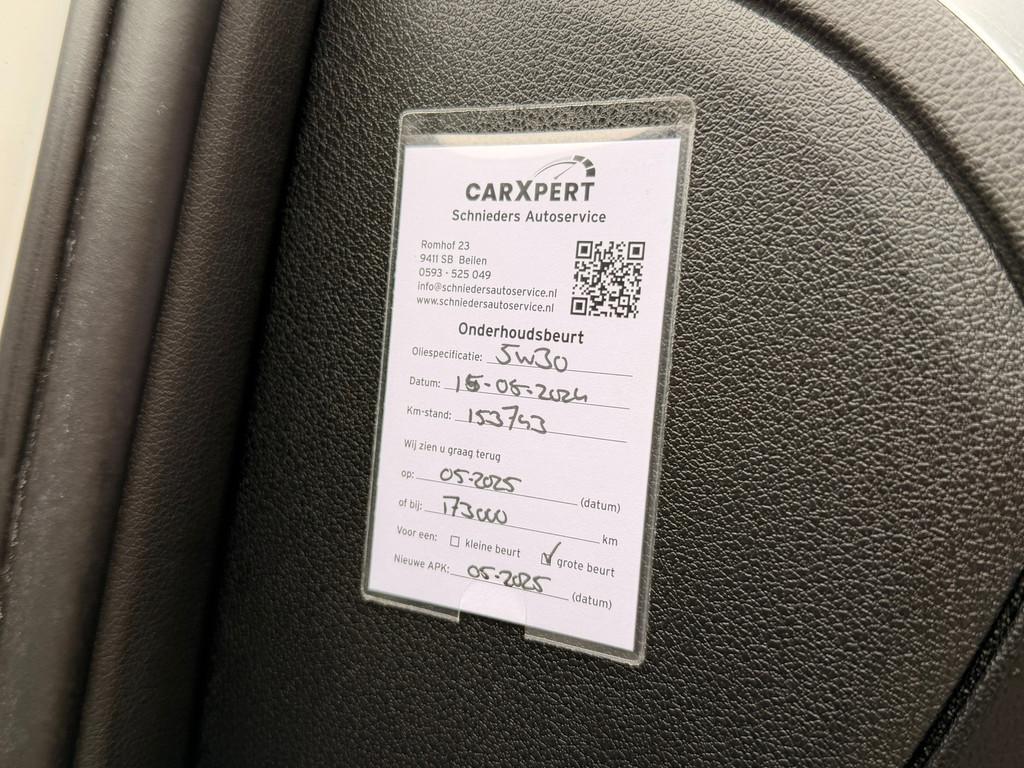 CARXPERT
Schnieders Autoservice
Romhof 23
9411 SB Beilen
0593 - 525 049
info@schniedersautoservice.nl
www.schniedersautoservice.nl
Onderhoudsbeurt
Oliespecificatie: 5W30
Datum: 15-05-2024
Km-stand: 153743
Wij zien u graag terug
op: 05-2025 (datum)
of bij: 173000 km
Voor een: kleine beurt grote beurt
Nieuwe APK: 05-2025 (datum)